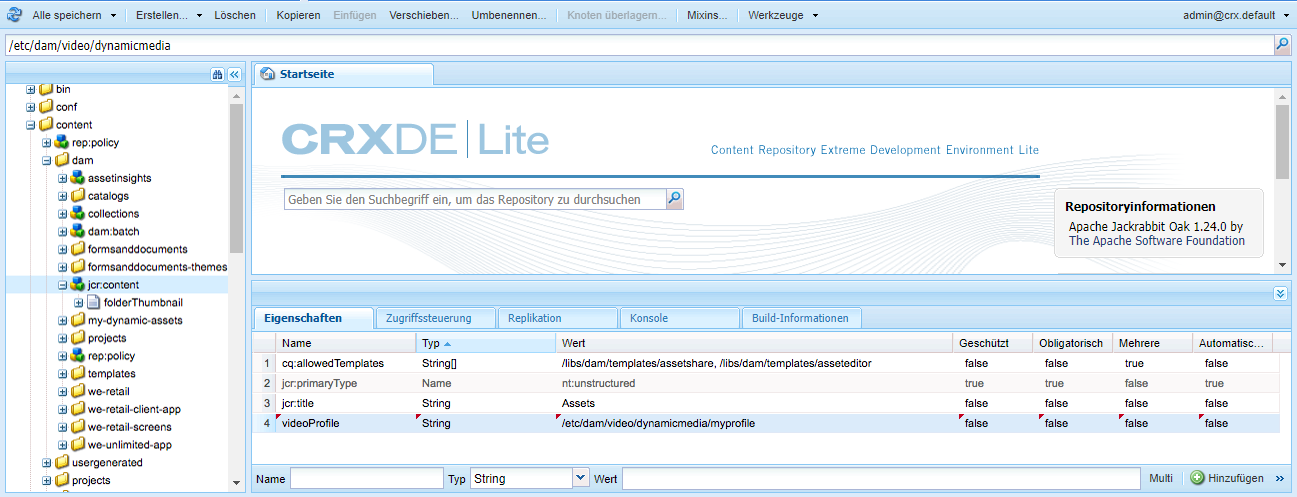 Alle speichern Erstellen... Löschen Kopieren Einfügen Verschieben... Umbenennen... Knoten überlagern... Mixins... Werkzeuge admin@crx.default
/etc/dam/video/dynamicmedia
bin
conf
content
rep:policy
dam
assetinsights
catalogs
collections
dam:batch
formsanddocuments
formsanddocuments-themes
jcr:content
folderThumbnail
my-dynamic-assets
projects
rep:policy
templates
we-retail
we-retail-client-app
we-retail-screens
we-unlimited-app
usergenerated
projects
Startseite
CRXDE Lite
Content Repository Extreme Development Environment Lite
Geben Sie den Suchbegriff ein, um das Repository zu durchsuchen
Repositoryinformationen
Apache Jackrabbit Oak 1.24.0 by
The Apache Software Foundation
Eigenschaften Zugriffssteuerung Replikation Konsole Build-Informationen
Name Typ Wert Geschützt Obligatorisch Mehrere Automatisc...
1 cq:allowedTemplates String[] /libs/dam/templates/assetshare, /libs/dam/templates/asseteditor false false true false
2 jcr:primaryType Name nt:unstructured true true false true
3 jcr:title String Assets false false false false
4 videoProfile String /etc/dam/video/dynamicmedia/myprofile false false false false
Name Typ String Wert Multi Hinzufügen »